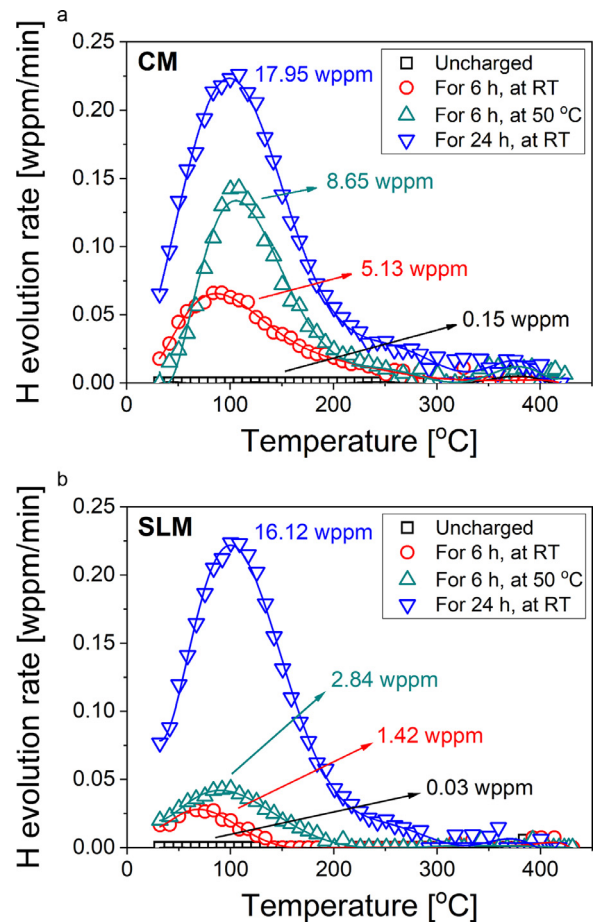 a
CM
17.95 wppm
Uncharged
For 6 h, at RT
For 6 h, at 50 °C
For 24 h, at RT
8.65 wppm
5.13 wppm
0.15 wppm
H evolution rate [wppm/min]
0.25
0.20
0.15
0.10
0.05
0.00
0
100
200
300
400
Temperature [°C]
b
SLM
16.12 wppm
Uncharged
For 6 h, at RT
For 6 h, at 50 °C
For 24 h, at RT
2.84 wppm
1.42 wppm
0.03 wppm
H evolution rate [wppm/min]
0.25
0.20
0.15
0.10
0.05
0.00
0
100
200
300
400
Temperature [°C]